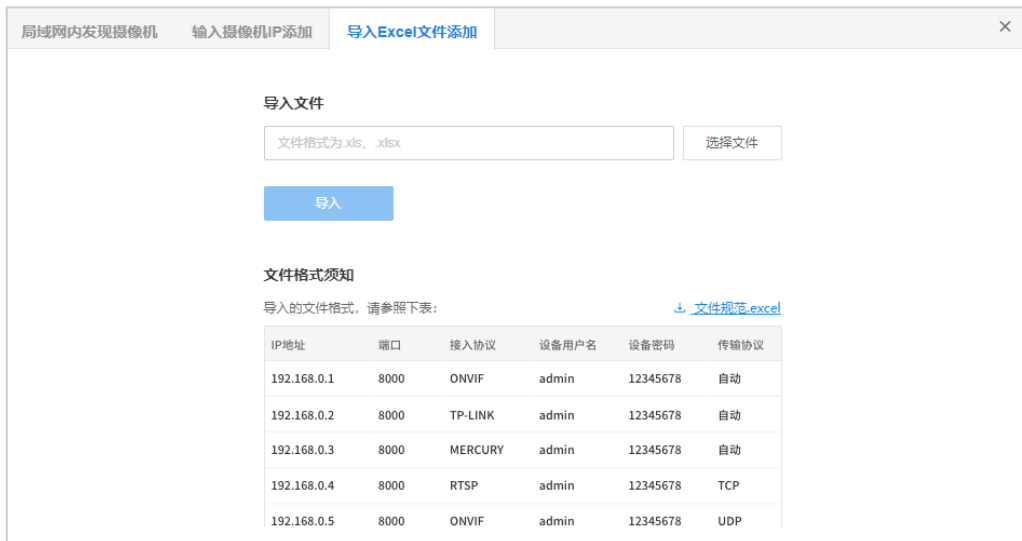 局域网内发现摄像机 输入摄像机IP添加 导入Excel文件添加
导入文件
文件格式为.xls、.xlsx 选择文件
导入
文件格式须知
导入的文件格式，请参照下表： 文件规范.excel
IP地址 端口 接入协议 设备用户名 设备密码 传输协议
192.168.0.1 8000 ONVIF admin 12345678 自动
192.168.0.2 8000 TP-LINK admin 12345678 自动
192.168.0.3 8000 MERCURY admin 12345678 自动
192.168.0.4 8000 RTSP admin 12345678 TCP
192.168.0.5 8000 ONVIF admin 12345678 UDP